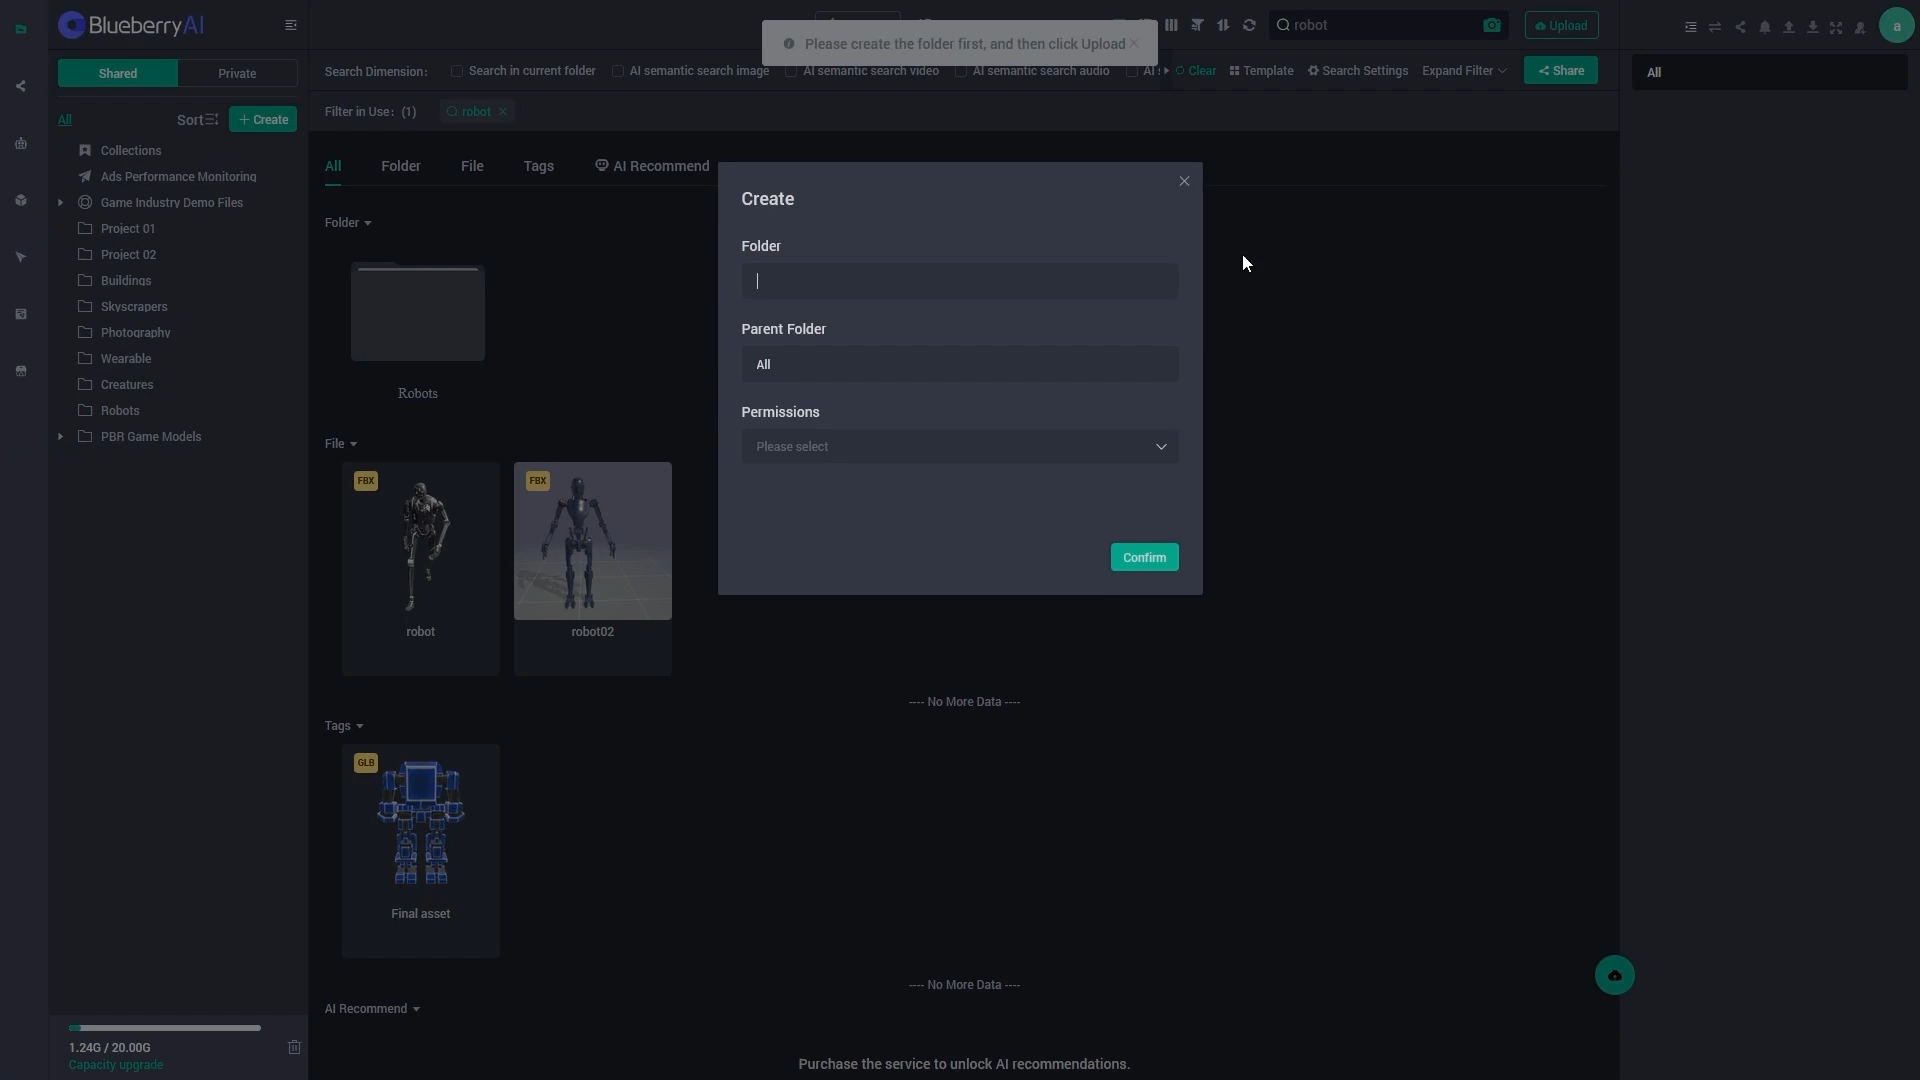 BlueberryAI
Please create the folder first, and then click Upload
robot
Upload
a
Shared
Private
Search Dimension:
Search in current folder
AI semantic search image
AI semantic search video
AI semantic search audio
Clear
Template
Search Settings
Expand Filter
Share
All
All
Sort
+ Create
Filter in Use: (1)
robot
Collections
Ads Performance Monitoring
Game Industry Demo Files
Project 01
Project 02
Buildings
Skyscrapers
Photography
Wearable
Creatures
Robots
PBR Game Models
All
Folder
File
Tags
AI Recommend
Folder
Robots
File
FBX
robot
FBX
robot02
---- No More Data ----
Tags
GLB
Final asset
---- No More Data ----
AI Recommend
Purchase the service to unlock AI recommendations.
Create
Folder
Parent Folder
All
Permissions
Please select
Confirm
1.24G / 20.00G
Capacity upgrade